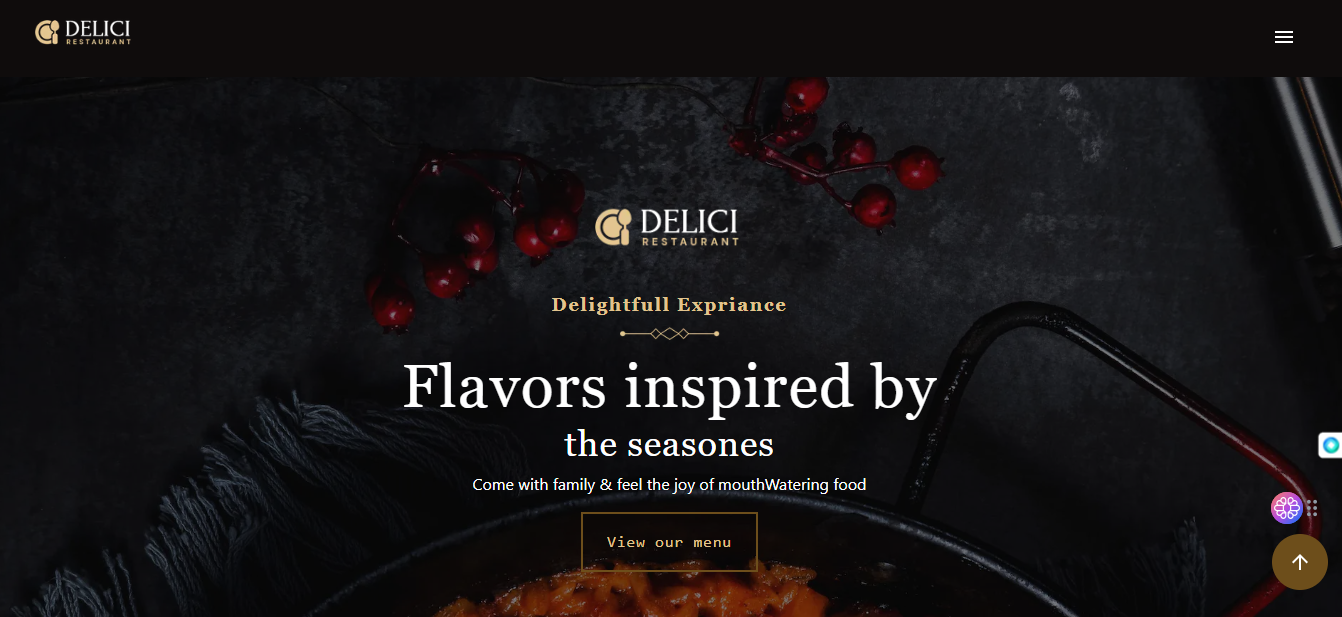 DELICI
RESTAURANT
DELICI
RESTAURANT
Delightfull Expriance
Flavors inspired by
the seasones
Come with family & feel the joy of mouthWatering food
View our menu